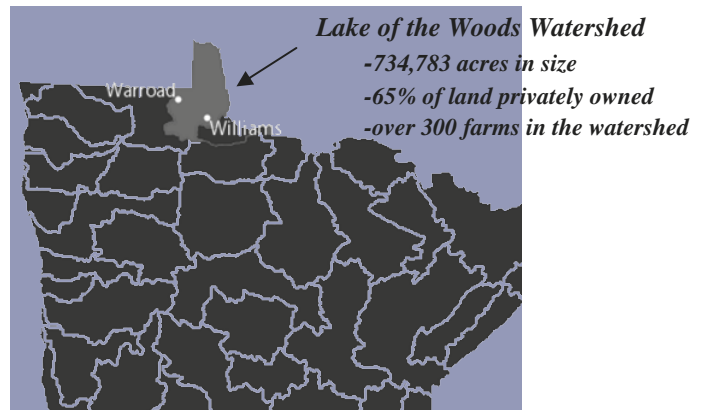 Lake of the Woods Watershed
-734,783 acres in size
-65% of land privately owned
-over 300 farms in the watershed
Warroad
Williams